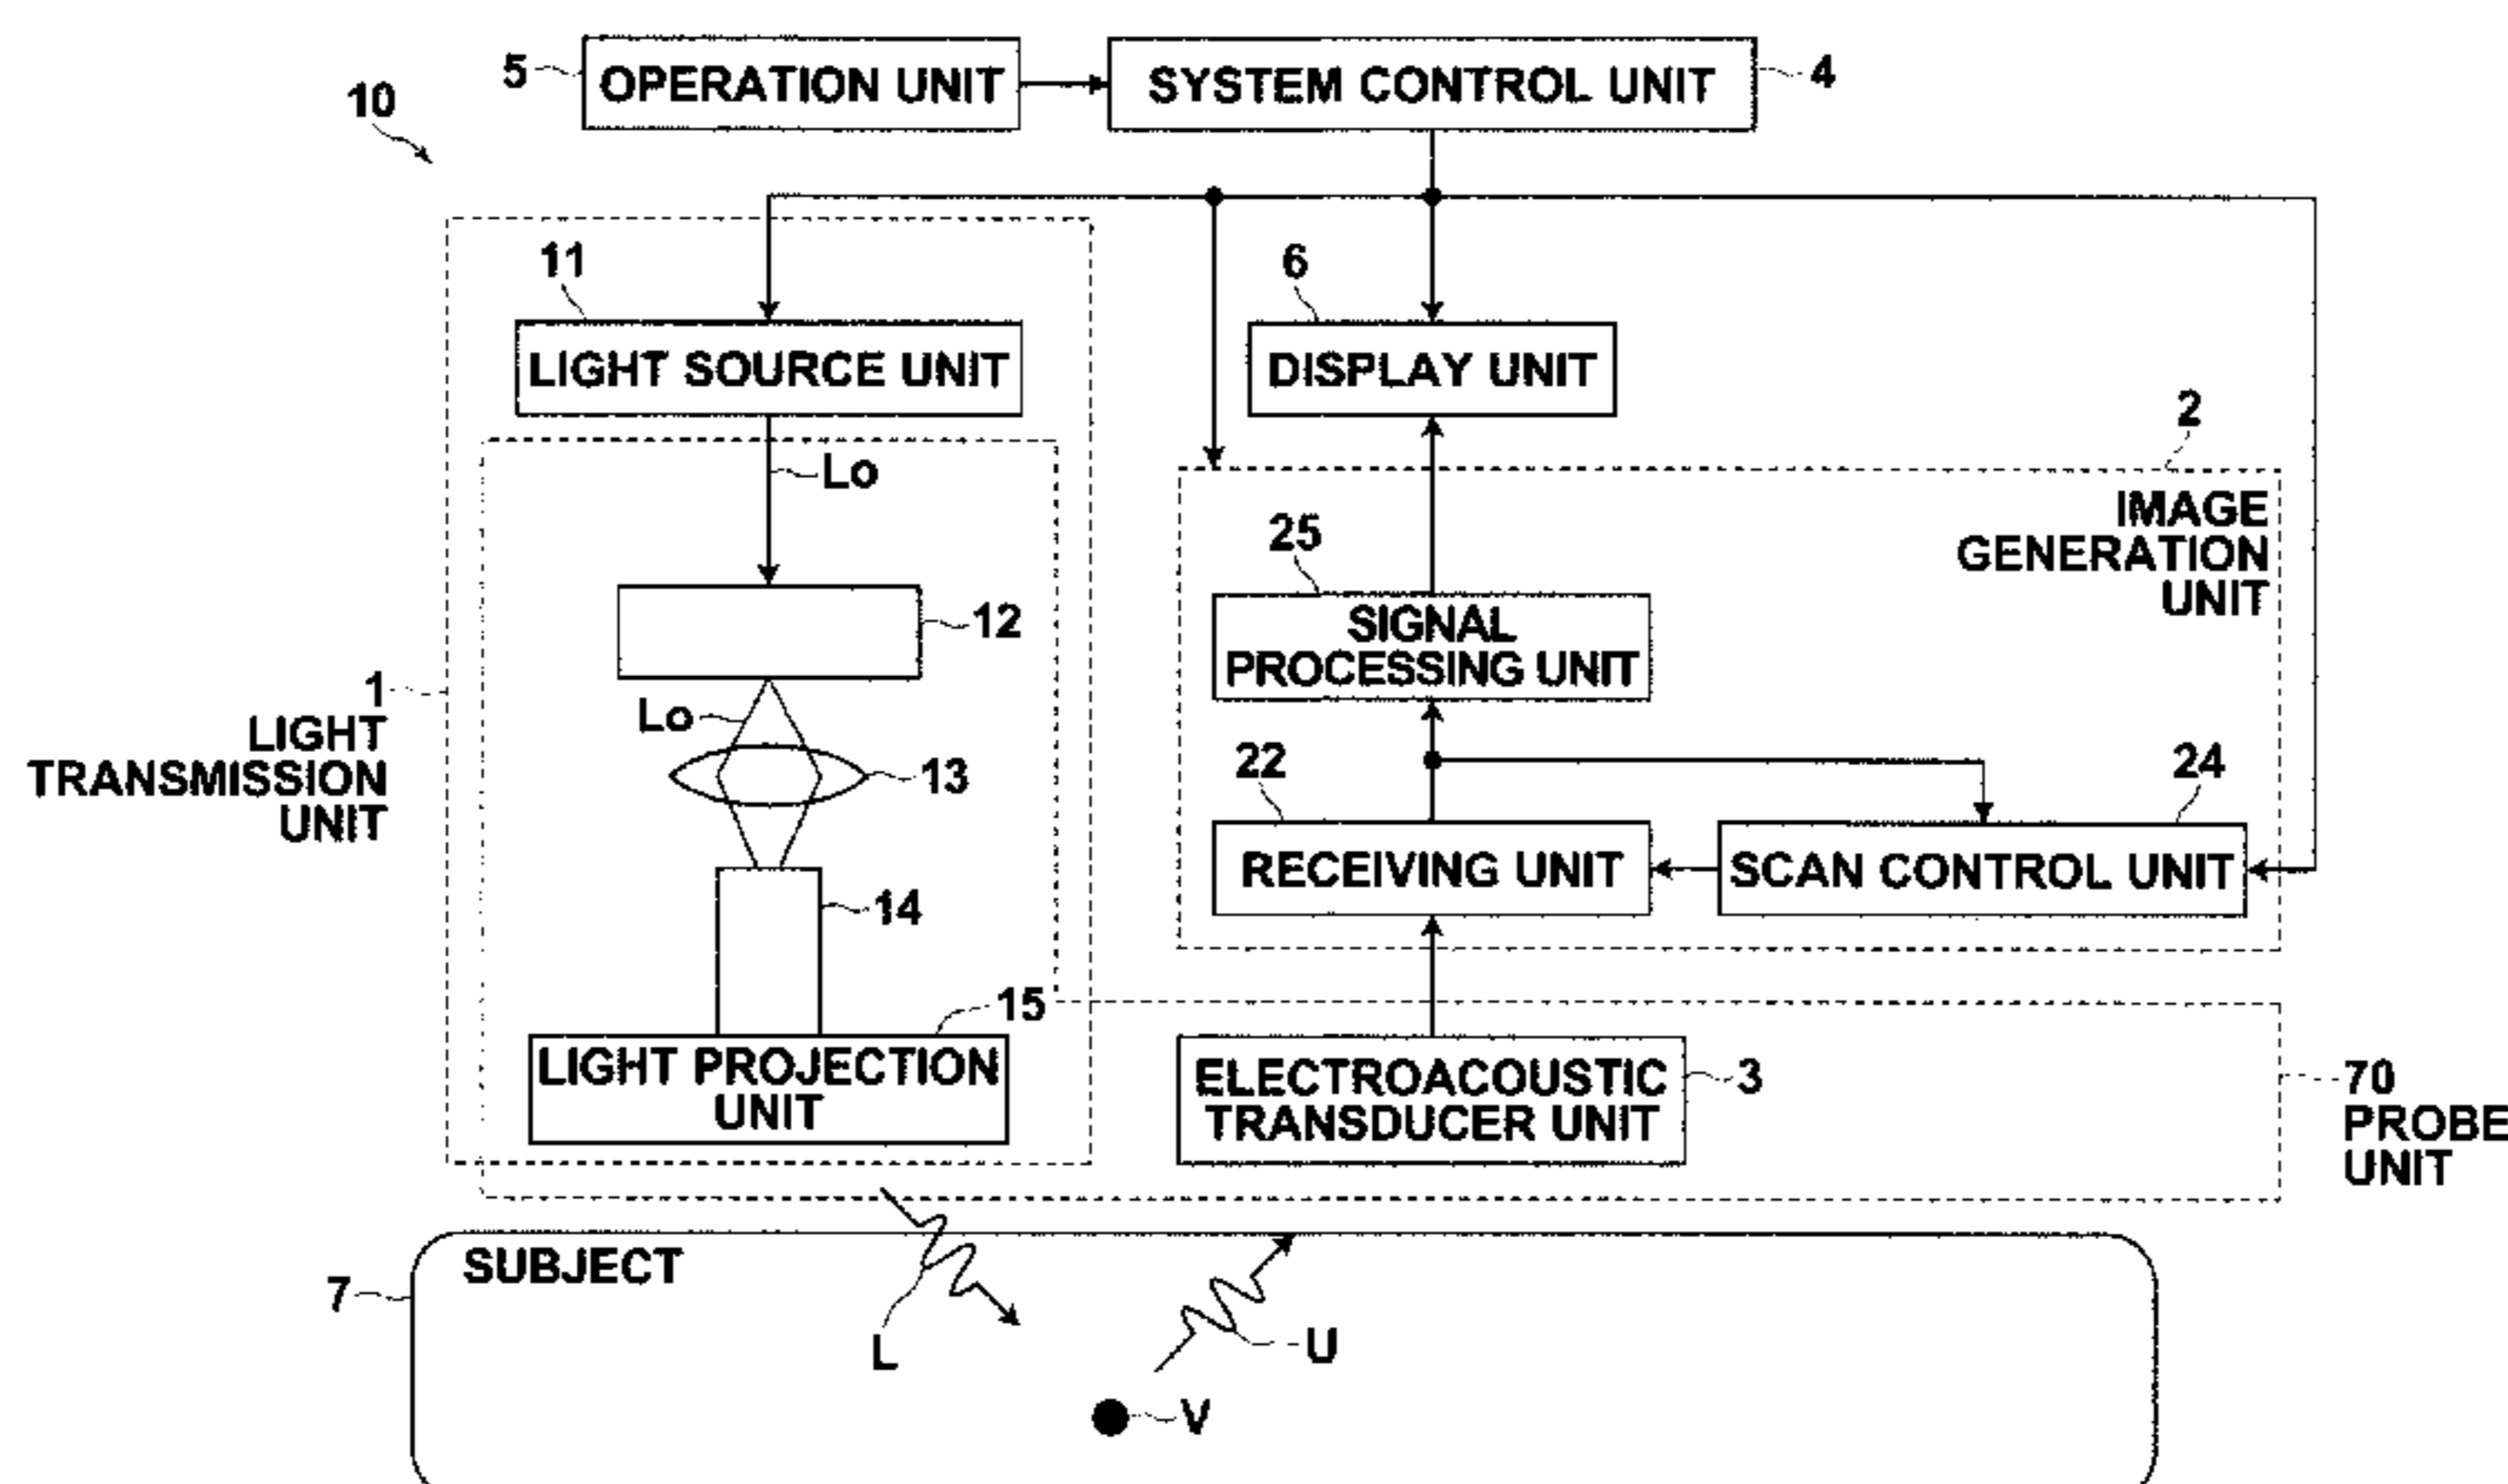 5
OPERATION UNIT
SYSTEM CONTROL UNIT
4
10
11
6
LIGHT SOURCE UNIT
DISPLAY UNIT
2
Lo
IMAGE
GENERATION
UNIT
25
12
SIGNAL
PROCESSING UNIT
1
LIGHT
TRANSMISSION
UNIT
Lo
13
22
24
RECEIVING UNIT
SCAN CONTROL UNIT
14
15
LIGHT PROJECTION
UNIT
ELECTROACOUSTIC
TRANSDUCER UNIT
3
70
PROBE
UNIT
SUBJECT
7
L
U
V